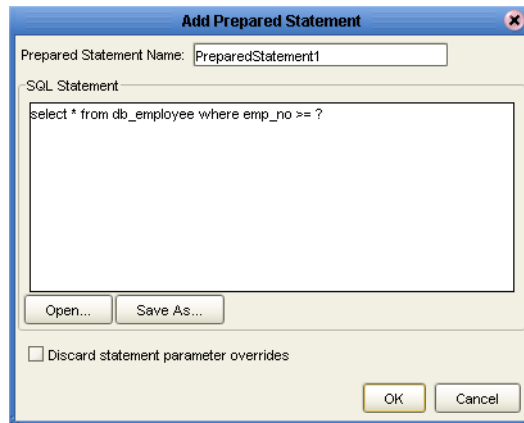 Add Prepared Statement
Prepared Statement Name: PreparedStatement1
SQL Statement
select * from db_employee where emp_no >= ?
Open... Save As...
Discard statement parameter overrides
OK Cancel